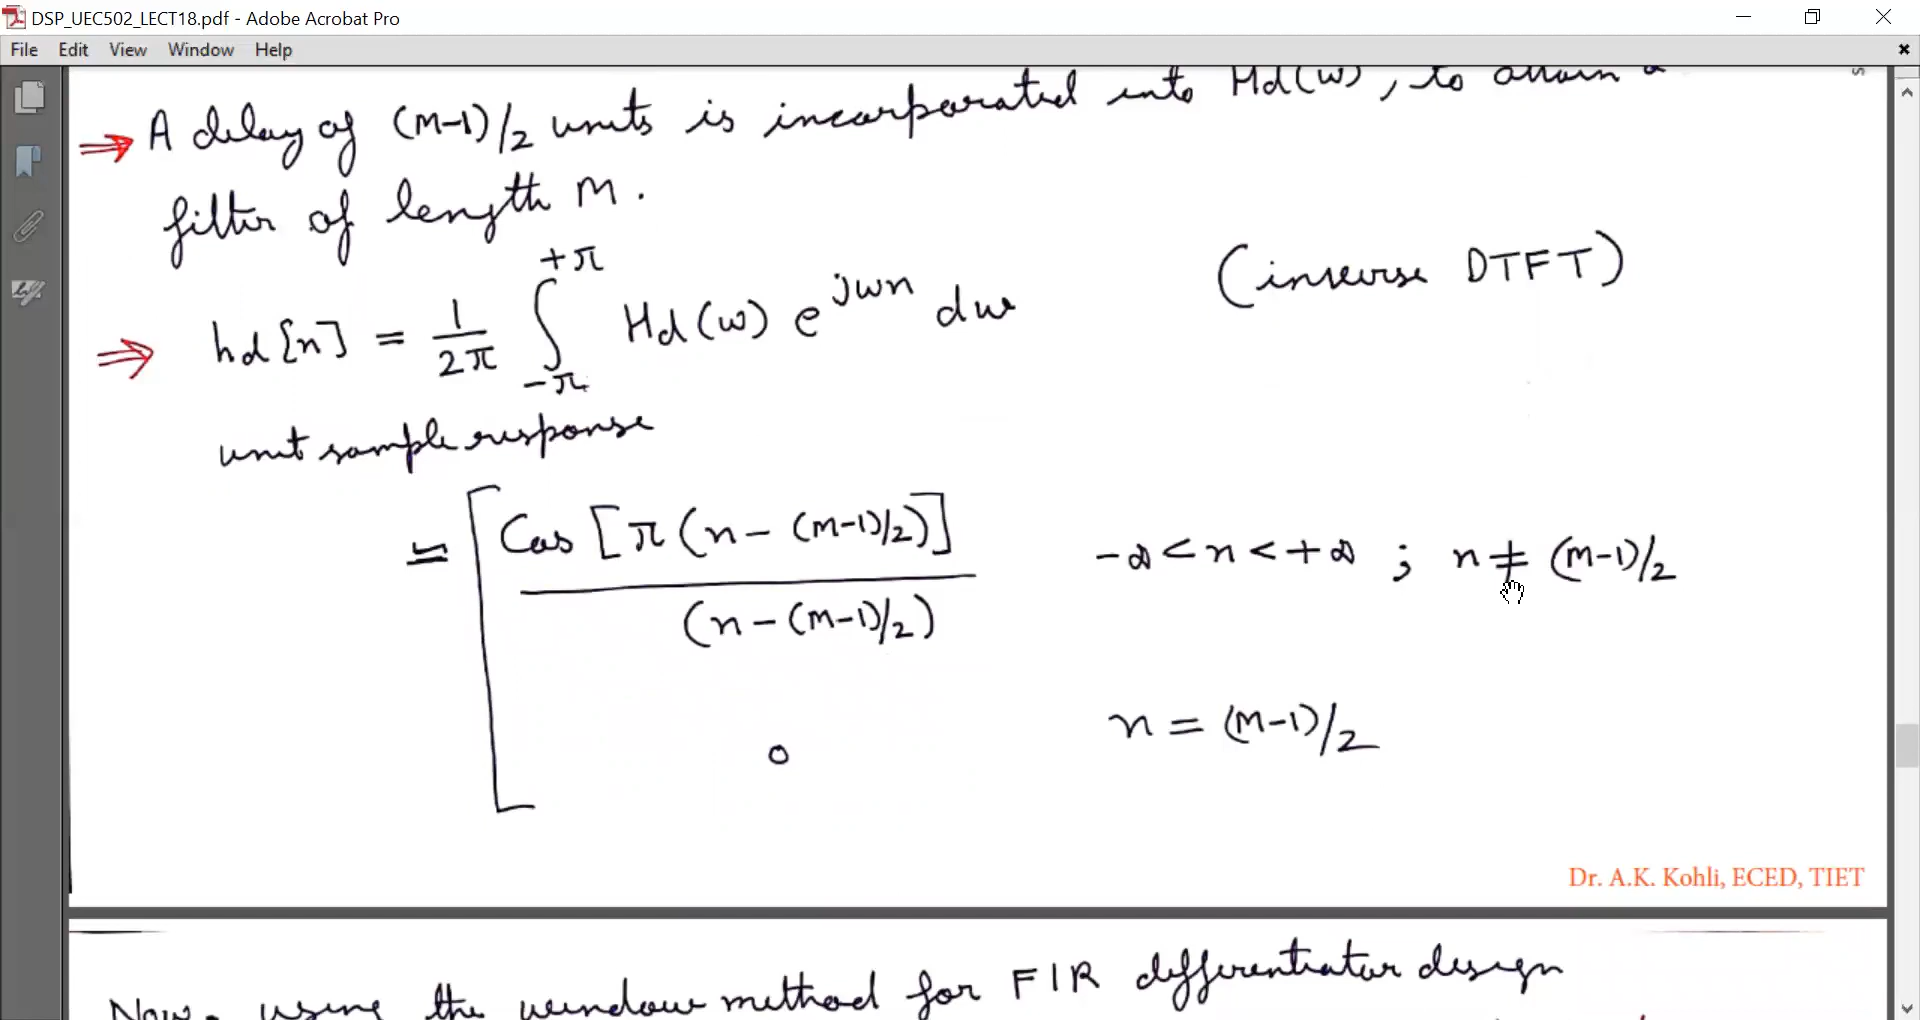 DSP_UEC502_LECT18.pdf - Adobe Acrobat Pro
File Edit View Window Help
⇒ A delay of (M-1)/2 units is incorporated into Hd(ω), to attain a
filter of length M.
⇒ hd[n] = 1/2π ∫_{-π}^{+π} Hd(ω) e^{jωn} dω (inverse DTFT)
unit sample response
= [ Cos [π(n - (M-1)/2)] / (n - (M-1)/2) -∞ < n < +∞ ; n ≠ (M-1)/2
0 n = (M-1)/2
Dr. A.K. Kohli, ECED, TIET
Now, using the window method for FIR differentiator design